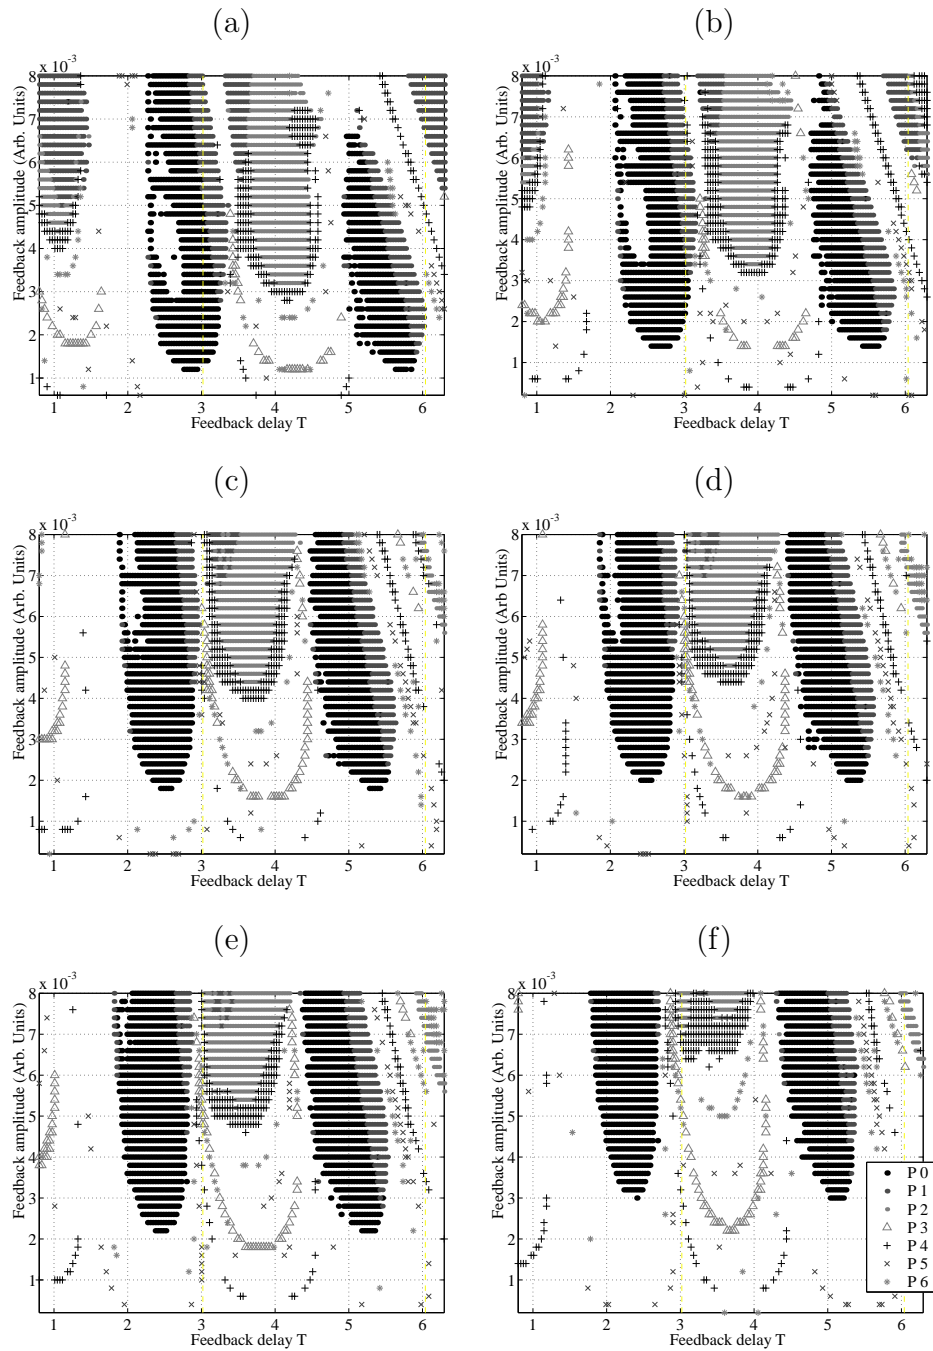 (a)
(b)
x 10⁻³
8
7
6
5
4
3
2
1
Feedback amplitude (Arb. Units)
1 2 3 4 5 6
Feedback delay T
x 10⁻³
8
7
6
5
4
3
2
1
Feedback amplitude (Arb. Units)
1 2 3 4 5 6
Feedback delay T
(c)
(d)
x 10⁻³
8
7
6
5
4
3
2
1
Feedback amplitude (Arb. Units)
1 2 3 4 5 6
Feedback delay T
x 10⁻³
8
7
6
5
4
3
2
1
Feedback amplitude (Arb Units)
1 2 3 4 5 6
Feedback delay T
(e)
(f)
x 10⁻³
8
7
6
5
4
3
2
1
Feedback amplitude (Arb. Units)
1 2 3 4 5 6
Feedback delay T
x 10⁻³
8
7
6
5
4
3
2
1
Feedback amplitude (Arb. Units)
1 2 3 4 5
Feedback delay T
P 0
P 1
P 2
P 3
P 4
P 5
P 6